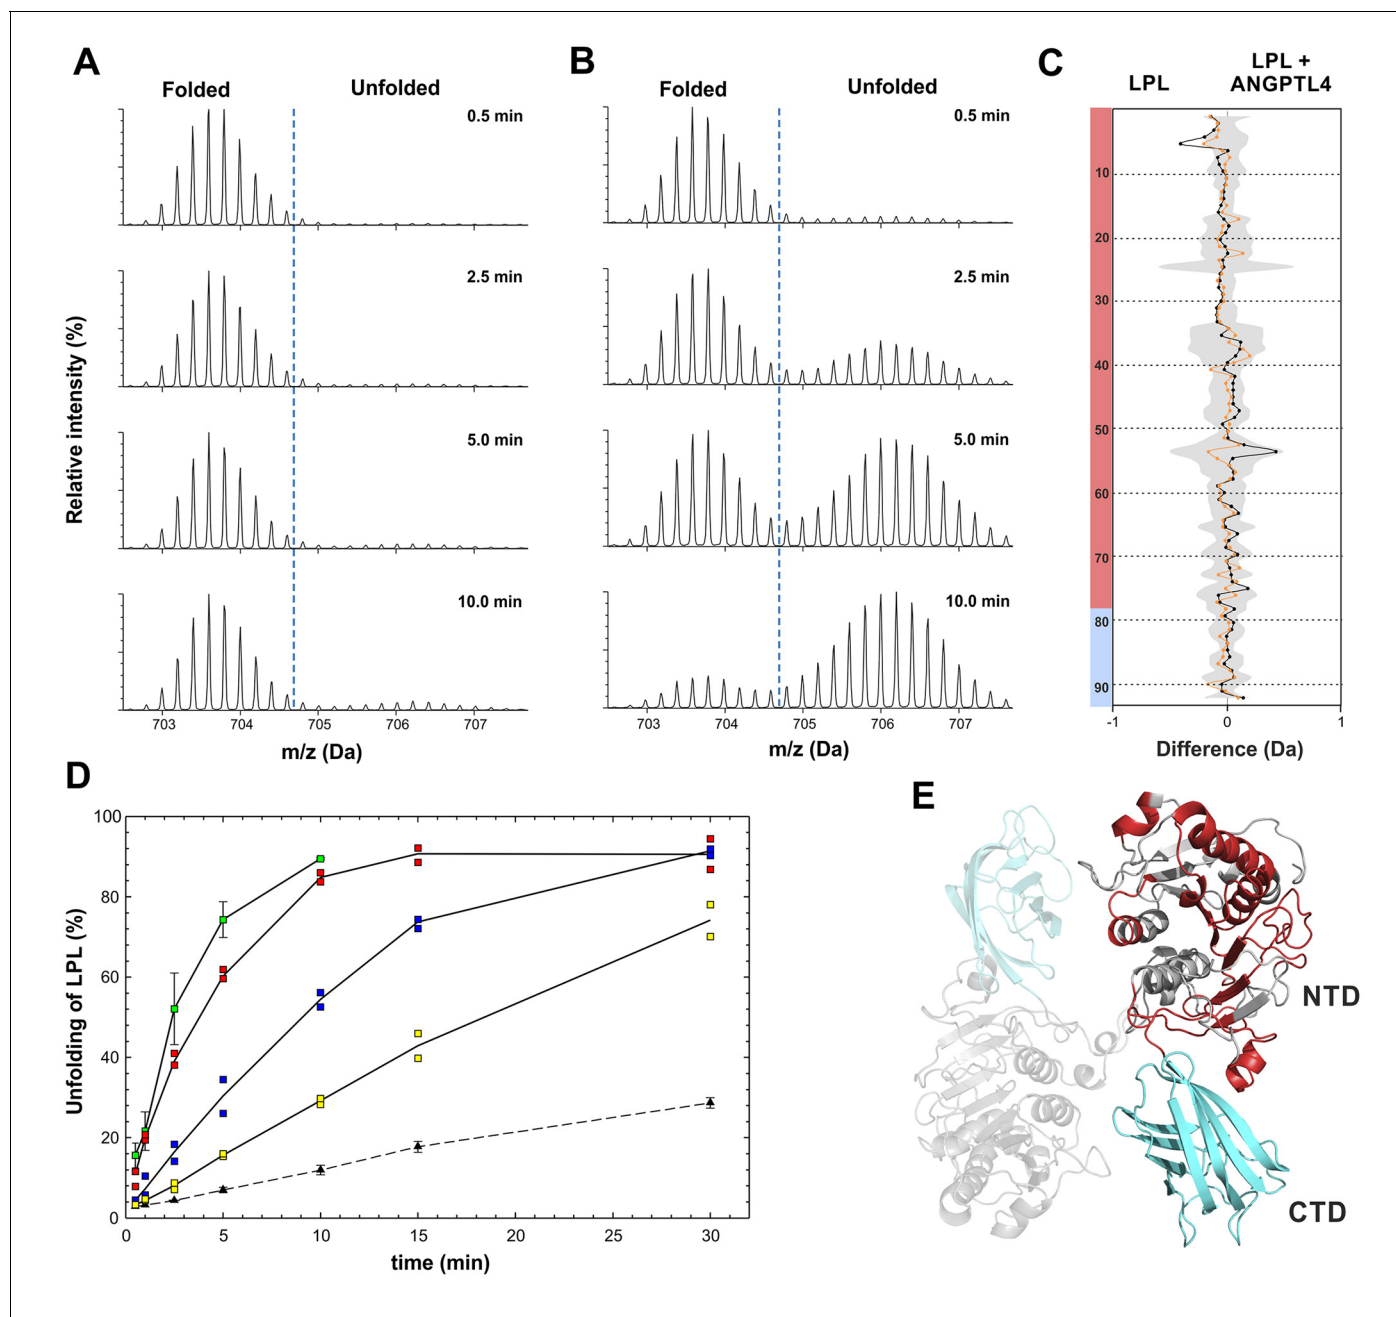 A
Folded
Unfolded
0.5 min
2.5 min
5.0 min
10.0 min
703
704
705
706
707
m/z (Da)
Relative intensity (%)
B
Folded
Unfolded
0.5 min
2.5 min
5.0 min
10.0 min
703
704
705
706
707
m/z (Da)
C
LPL
LPL +
ANGPTL4
10
20
30
40
50
60
70
80
90
-1
0
1
Difference (Da)
D
100
80
60
40
20
0
Unfolding of LPL (%)
0
5
10
15
20
25
30
time (min)
E
NTD
CTD